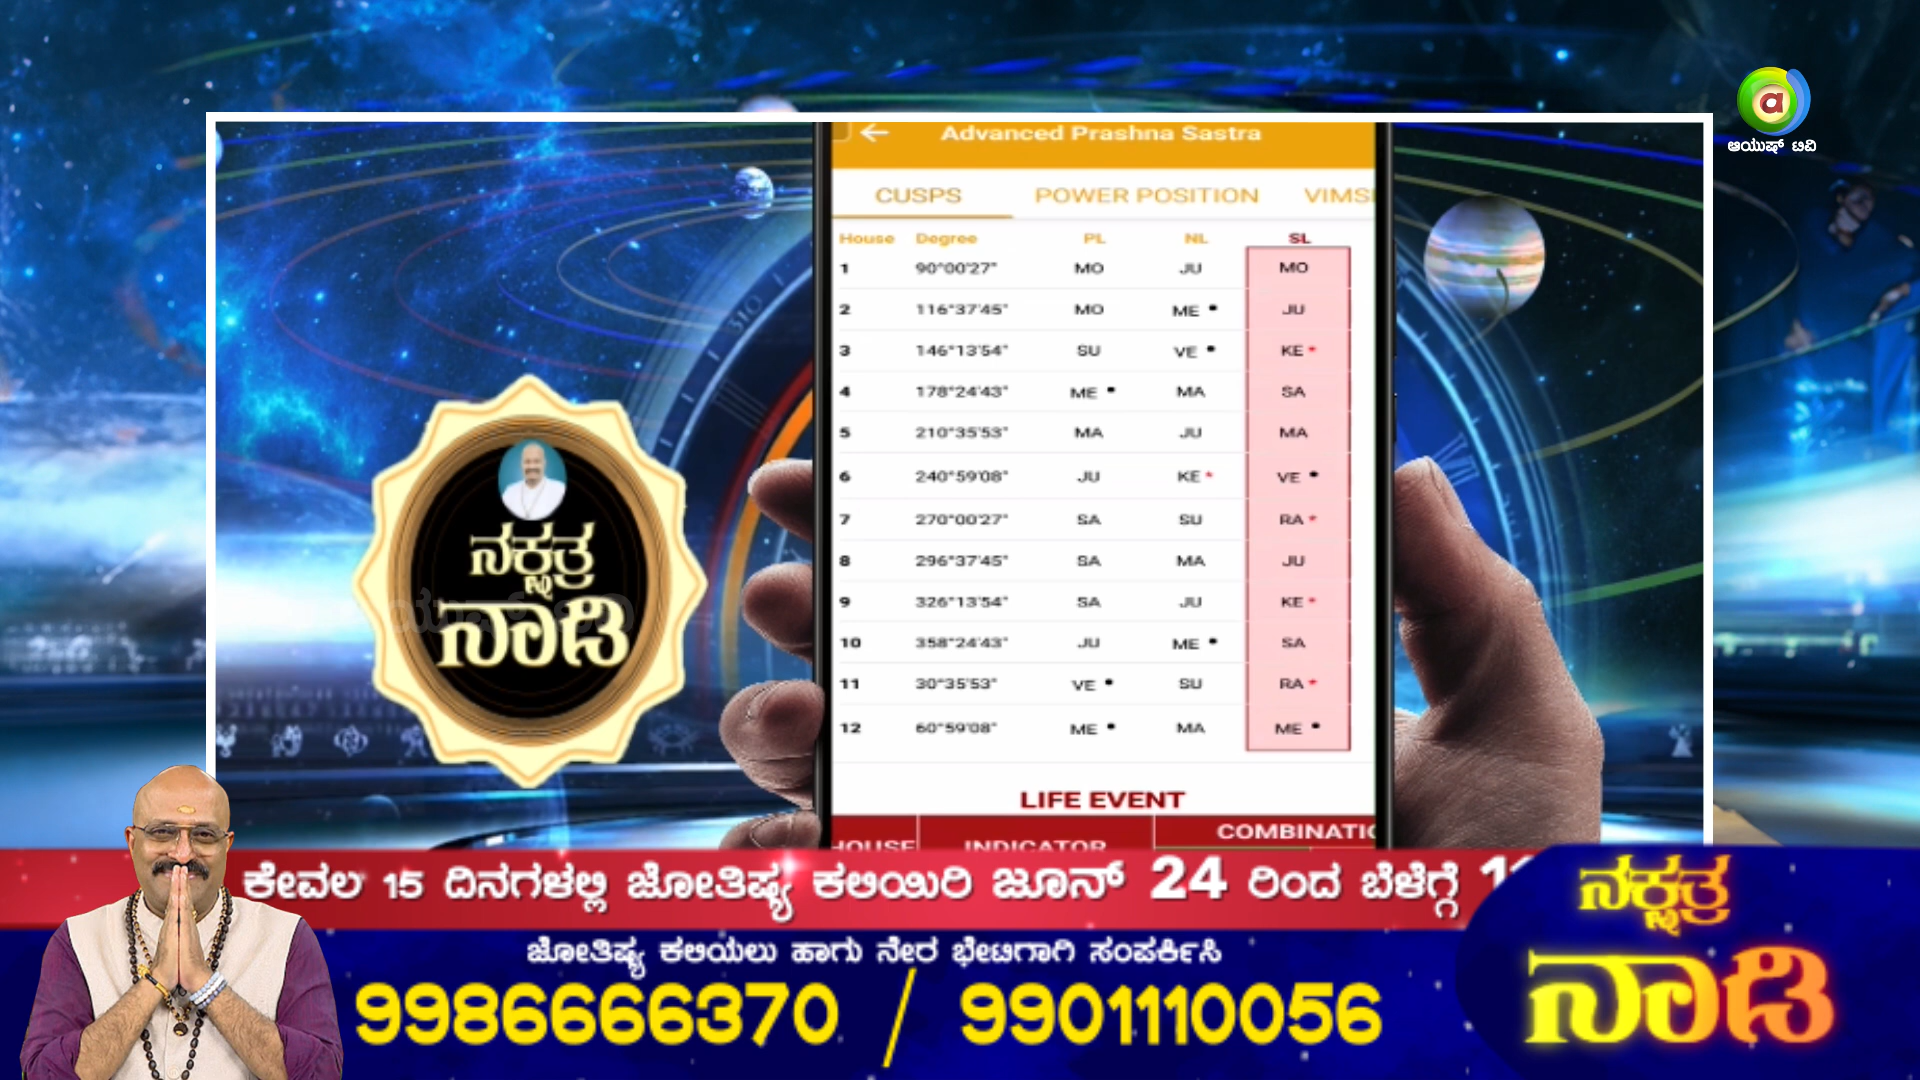 ಆಯುಷ್ ಟಿವಿ
Advanced Prashna Sastra
CUSPS POWER POSITION VIMS
House Degree PL NL SL
1 90°00'27" MO JU MO
2 116°37'45" MO ME • JU
3 146°13'54" SU VE • KE *
4 178°24'43" ME • MA SA
5 210°35'53" MA JU MA
6 240°59'08" JU KE * VE •
7 270°00'27" SA SU RA *
8 296°37'45" SA MA JU
9 326°13'54" SA JU KE *
10 358°24'43" JU ME • SA
11 30°35'53" VE • SU RA *
12 60°59'08" ME • MA ME •
LIFE EVENT
HOUSE INDICATOR COMBINATIO
ನಕ್ಷತ್ರ
ನಾಡಿ
ಕೇವಲ 15 ದಿನಗಳಲ್ಲಿ ಜ್ಯೋತಿಷ್ಯ ಕಲಿಯಿರಿ ಜೂನ್ 24 ರಿಂದ ಬೆಳಿಗ್ಗೆ
ಜ್ಯೋತಿಷ್ಯ ಕಲಿಯಲು ಹಾಗು ನೇರ ಭೇಟಿಗಾಗಿ ಸಂಪರ್ಕಿಸಿ
9986666370 / 9901110056
ನಕ್ಷತ್ರ
ನಾಡಿ